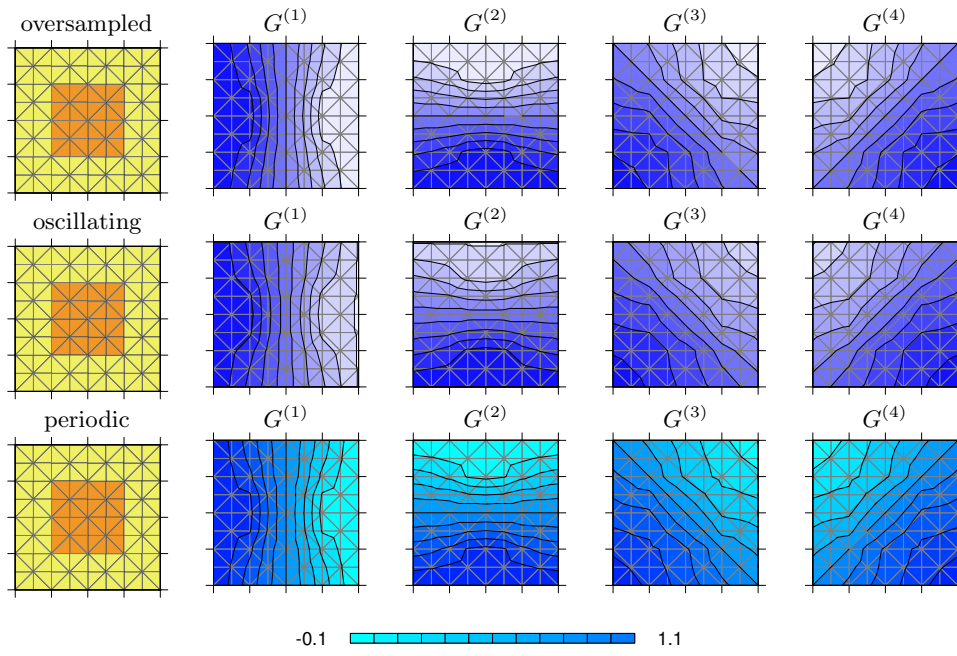 oversampled G^{(1)} G^{(2)} G^{(3)} G^{(4)}
oscillating G^{(1)} G^{(2)} G^{(3)} G^{(4)}
periodic G^{(1)} G^{(2)} G^{(3)} G^{(4)}
-0.1 1.1